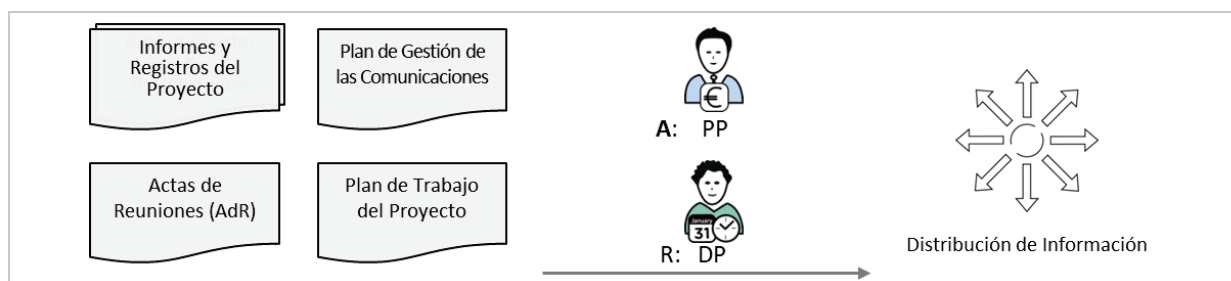 Informes y
Registros del
Proyecto
Plan de Gestión de
las Comunicaciones
Actas de
Reuniones (AdR)
Plan de Trabajo
del Proyecto
€
A: PP
January
31
R: DP
Distribución de Información